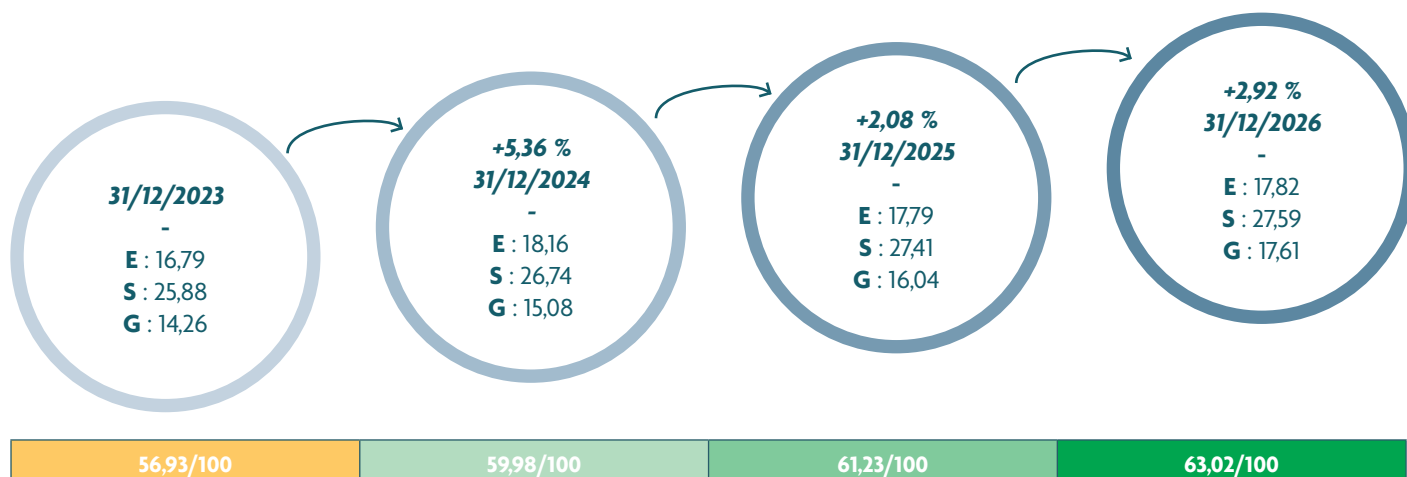 31/12/2023
-
E : 16,79
S : 25,88
G : 14,26
+5,36 %
31/12/2024
-
E : 18,16
S : 26,74
G : 15,08
+2,08 %
31/12/2025
-
E : 17,79
S : 27,41
G : 16,04
+2,92 %
31/12/2026
-
E : 17,82
S : 27,59
G : 17,61
56,93/100
59,98/100
61,23/100
63,02/100